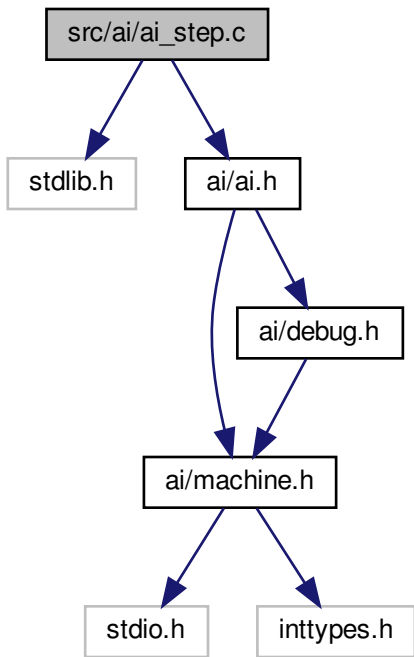 src/ai/ai_step.c
stdlib.h
ai/ai.h
ai/debug.h
ai/machine.h
stdio.h
inttypes.h